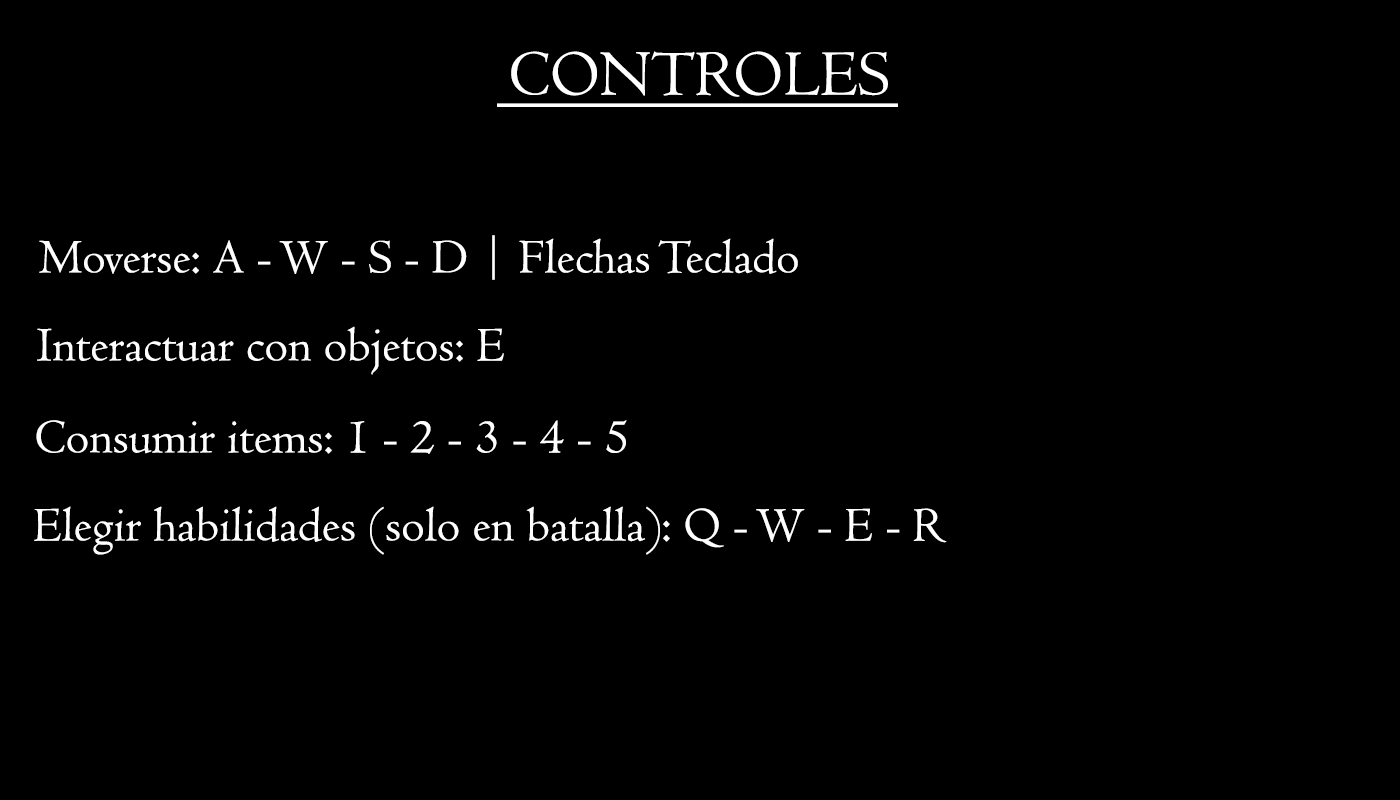 CONTROLES
Moverse: A - W - S - D | Flechas Teclado
Interactuar con objetos: E
Consumir items: 1 - 2 - 3 - 4 - 5
Elegir habilidades (solo en batalla): Q - W - E - R